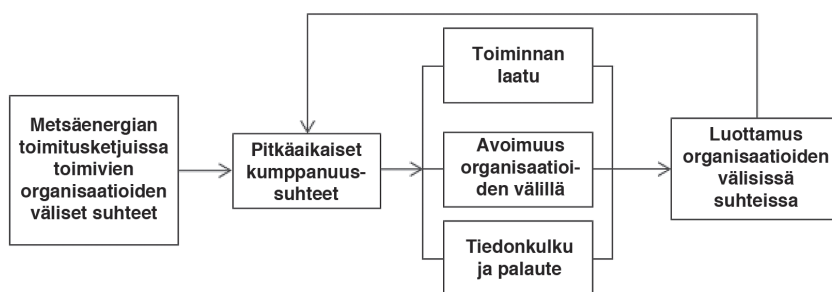 Metsäenergian
toimitusketjuissa
toimivien
organisaatioiden
väliset suhteet
Pitkäaikaiset
kumppanuus-
suhteet
Toiminnan
laatu
Avoimuus
organisaatioi-
den välillä
Tiedonkulku
ja palaute
Luottamus
organisaatioiden
välisissä
suhteissa